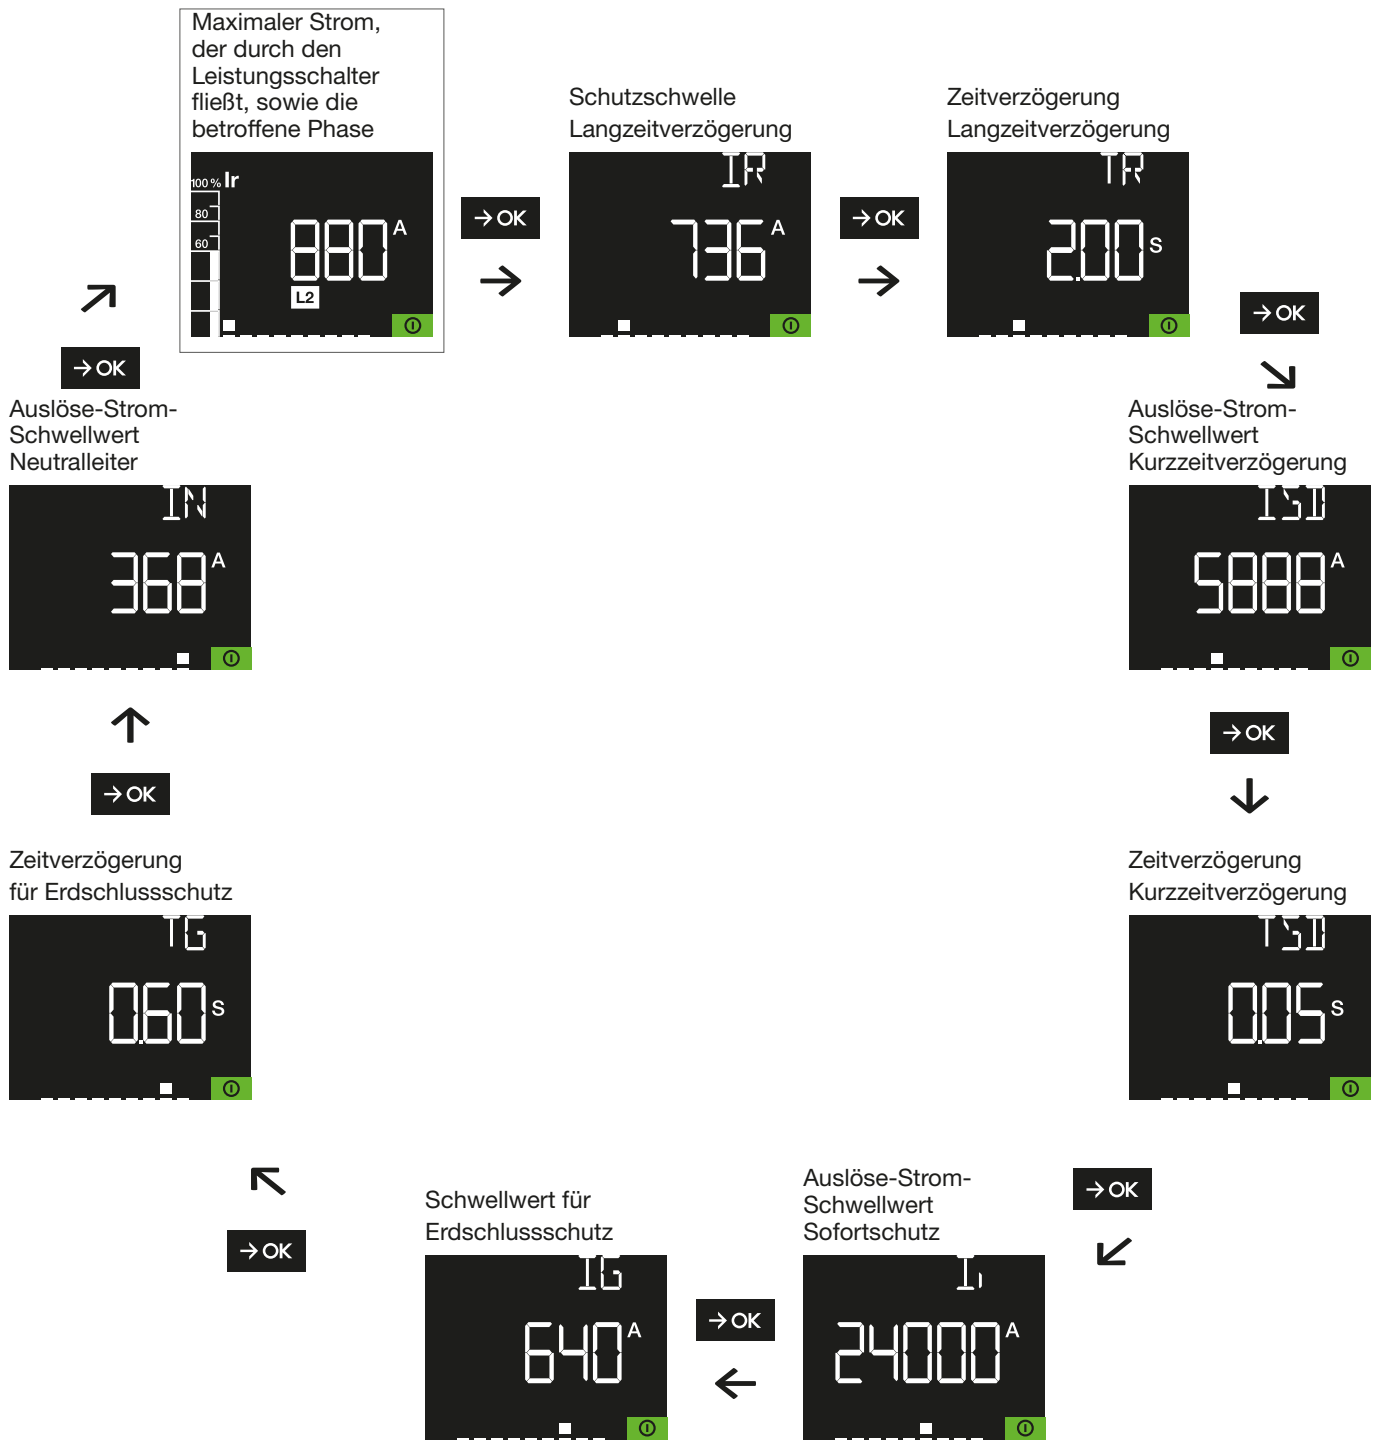 Maximaler Strom,
der durch den
Leistungsschalter
fließt, sowie die
betroffene Phase
100 % Ir
80
60
880 A
L2
→ OK
Schutzschwelle
Langzeitverzögerung
IR
736 A
→ OK
Zeitverzögerung
Langzeitverzögerung
TR
2.00 S
→ OK
Auslöse-Strom-
Schwellwert
Kurzzeitverzögerung
ISD
5888 A
→ OK
Zeitverzögerung
Kurzzeitverzögerung
TSD
0.05 S
→ OK
Auslöse-Strom-
Schwellwert
Sofortschutz
Ii
24000 A
→ OK
Schwellwert für
Erdschlussschutz
IG
640 A
→ OK
Zeitverzögerung
für Erdschlussschutz
TG
0.60 S
→ OK
Auslöse-Strom-
Schwellwert
Neutralleiter
IN
368 A
→ OK